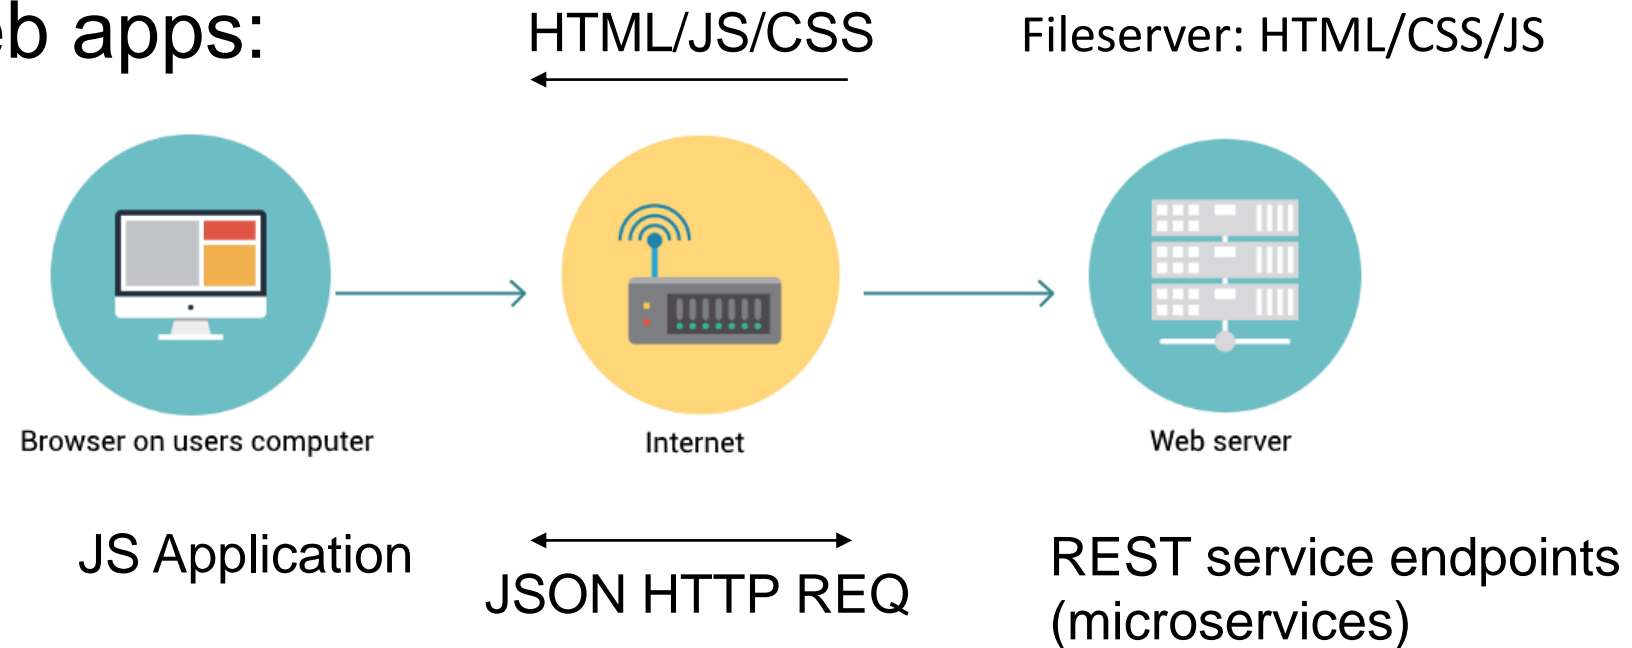 apps:
HTML/JS/CSS
Fileserver: HTML/CSS/JS
Browser on users computer
Internet
Web server
JS Application
JSON HTTP REQ
REST service endpoints
(microservices)